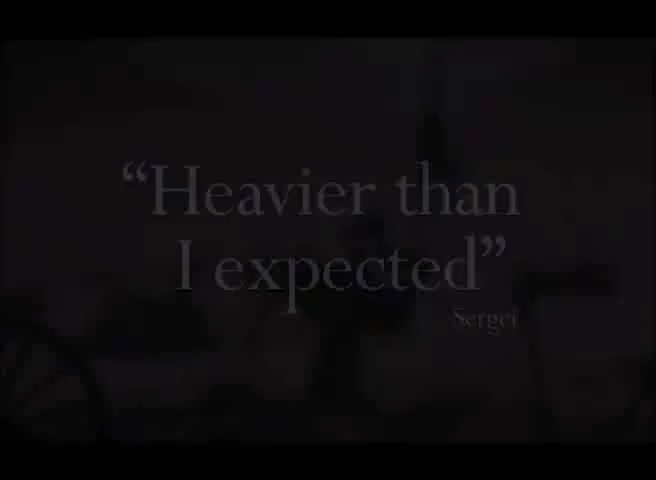 “Heavier than
I expected”
Sergei